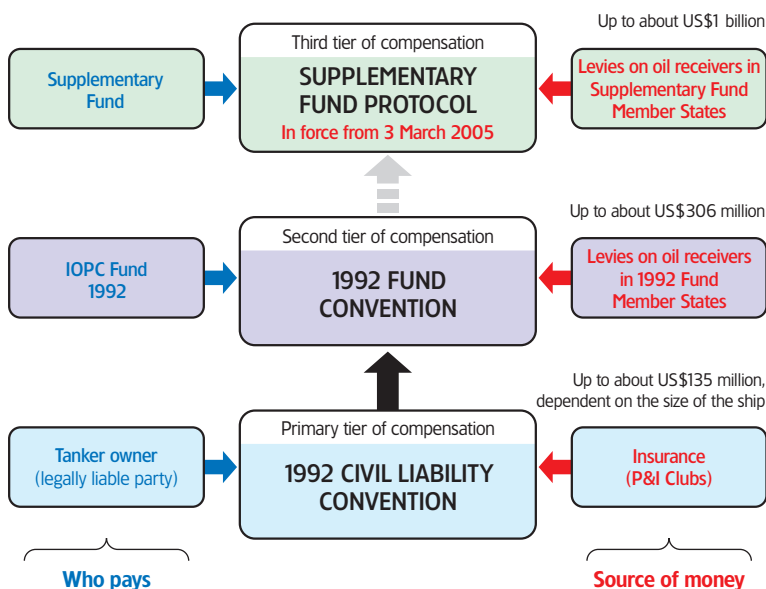 Up to about US$1 billion
Third tier of compensation
Supplementary
Fund
SUPPLEMENTARY
FUND PROTOCOL
In force from 3 March 2005
Levies on oil receivers in
Supplementary Fund
Member States
Up to about US$306 million
Second tier of compensation
IOPC Fund
1992
1992 FUND
CONVENTION
Levies on oil receivers
in 1992 Fund
Member States
Up to about US$135 million,
dependent on the size of the ship
Primary tier of compensation
Tanker owner
(legally liable party)
1992 CIVIL LIABILITY
CONVENTION
Insurance
(P&I Clubs)
Who pays
Source of money